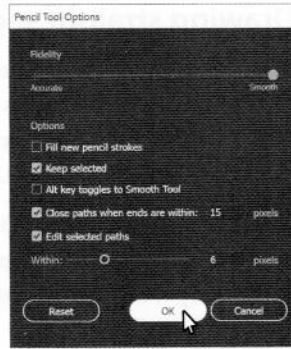 Pencil Tool Options
Fidelity
Accurate Smooth
Options
Fill new pencil strokes
Keep selected
Alt key toggles to Smooth Tool
Close paths when ends are within: 15 pixels
Edit selected paths
Within: 6 pixels
Reset OK Cancel